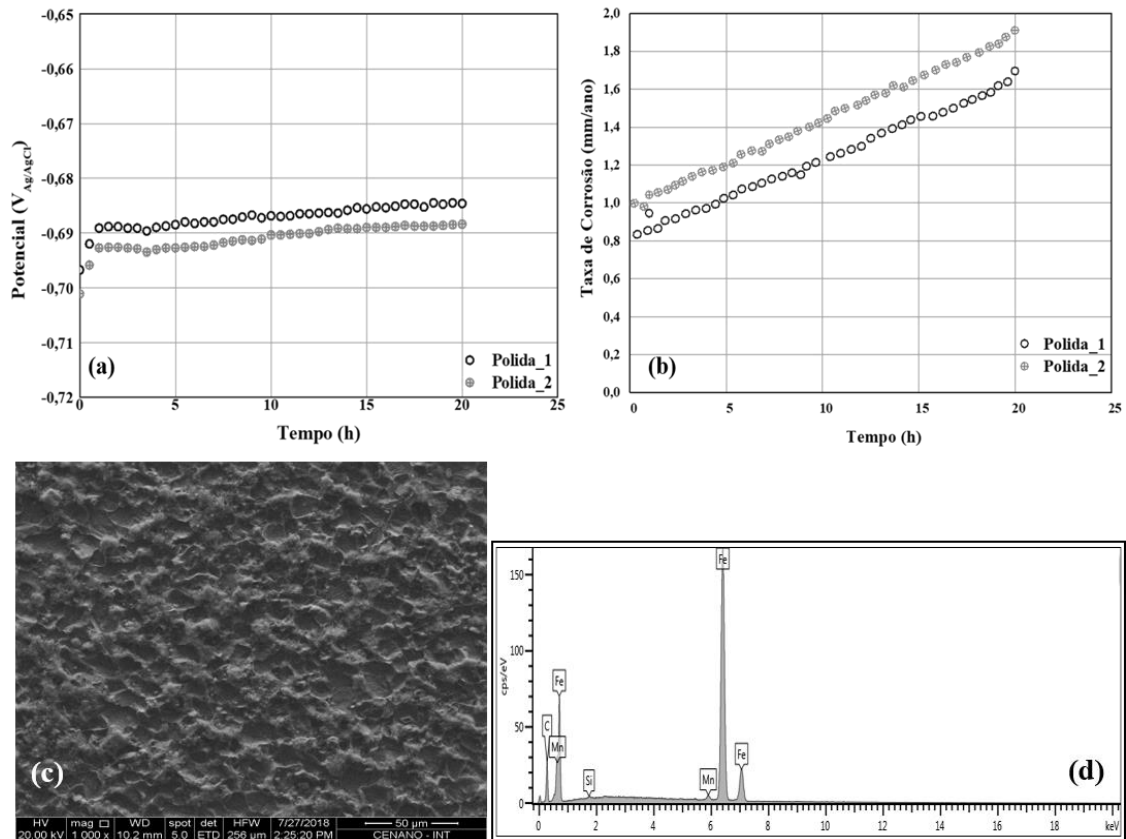 -0,65
-0,66
-0,67
-0,68
-0,69
-0,70
-0,71
-0,72
Potencial (V Ag/AgCl)
0 5 10 15 20 25
Tempo (h)
(a)
Polida_1
Polida_2
2,0
1,8
1,6
1,4
1,2
1,0
0,8
0,6
0,4
0,2
0,0
Taxa de Corrosão (mm/ano)
0 5 10 15 20 25
Tempo (h)
(b)
Polida_1
Polida_2
(c)
HV mag □ WD spot det HFW 7/27/2018 50 µm
20.00 kV 1 000 x 10.2 mm 5.0 ETD 256 µm 2:25:20 PM CENANO - INT
cps/eV
150
100
50
0
Fe
Fe
C
Mn
Si
Mn
Fe
(d)
0 2 4 6 8 10 12 14 16 18 keV